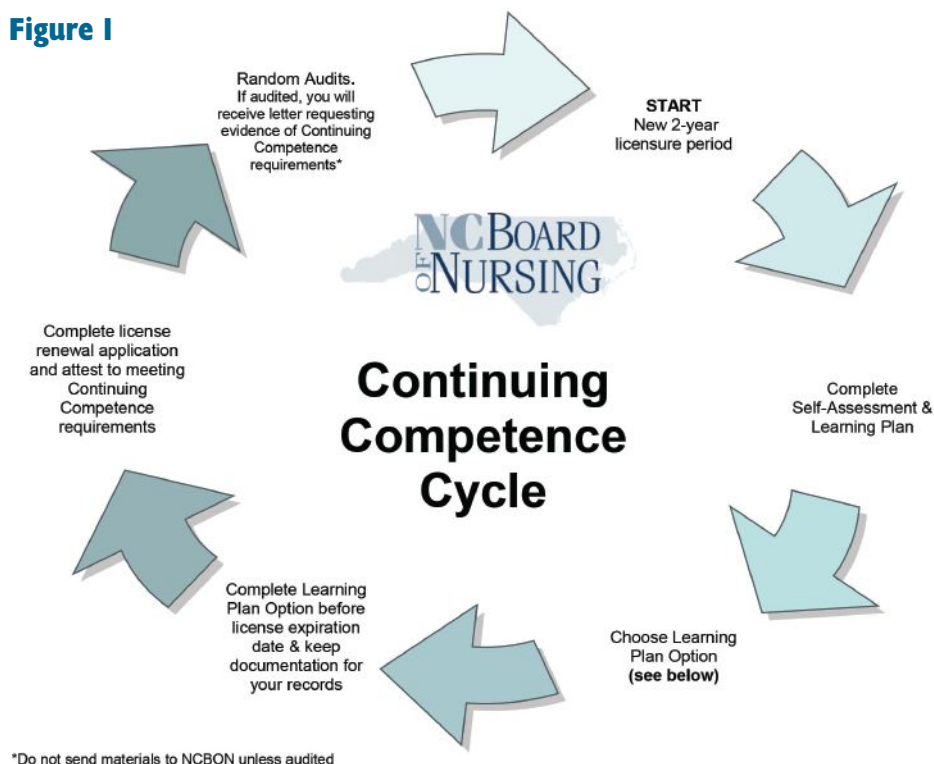 Figure 1
Random Audits.
If audited, you will
receive letter requesting
evidence of Continuing
Competence
requirements*
START
New 2-year
licensure period
NC BOARD
OF NURSING
Complete license
renewal application
and attest to meeting
Continuing
Competence
requirements
Continuing
Competence
Cycle
Complete
Self-Assessment &
Learning Plan
Complete Learning
Plan Option before
license expiration
date & keep
documentation for
your records
Choose Learning
Plan Option
(see below)
*Do not send materials to NCBON unless audited